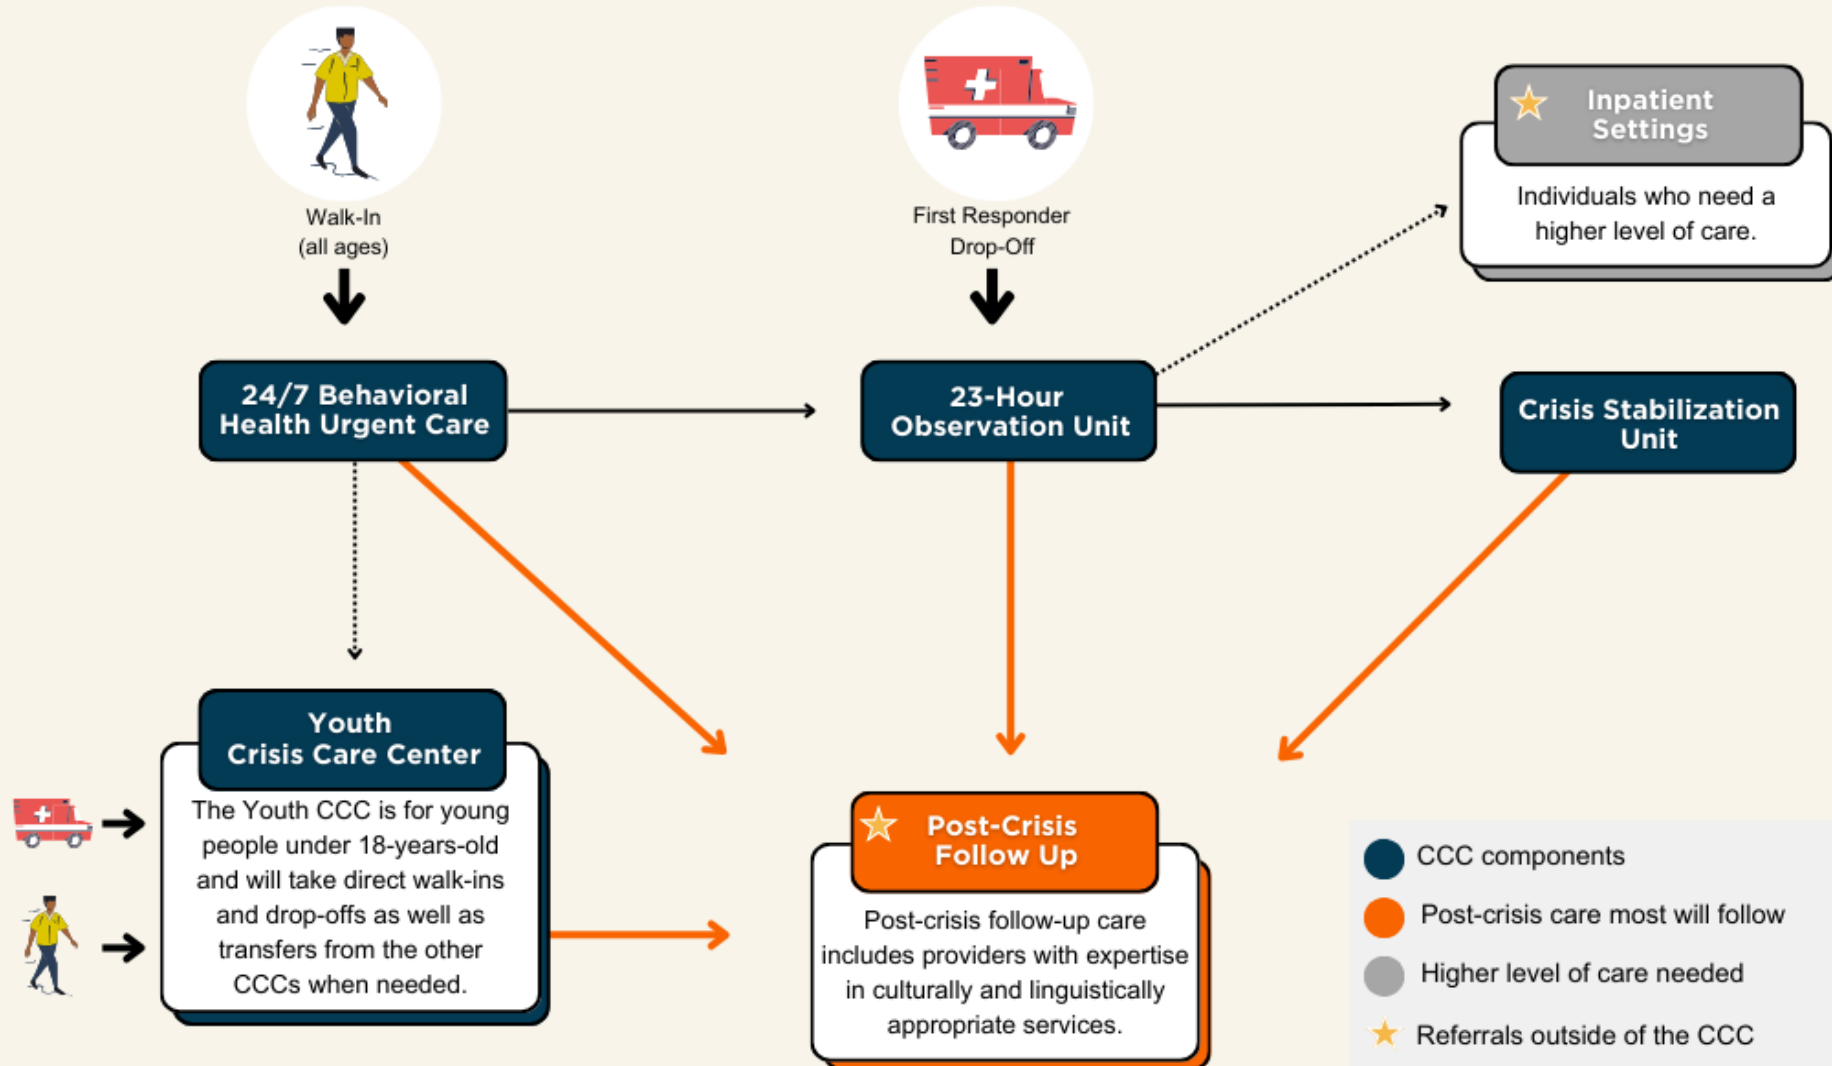 Walk-In
(all ages)
First Responder
Drop-Off
Inpatient
Settings
Individuals who need a
higher level of care.
24/7 Behavioral
Health Urgent Care
23-Hour
Observation Unit
Crisis Stabilization
Unit
Youth
Crisis Care Center
The Youth CCC is for young
people under 18-years-old
and will take direct walk-ins
and drop-offs as well as
transfers from the other
CCCs when needed.
Post-Crisis
Follow Up
Post-crisis follow-up care
includes providers with expertise
in culturally and linguistically
appropriate services.
CCC components
Post-crisis care most will follow
Higher level of care needed
Referrals outside of the CCC